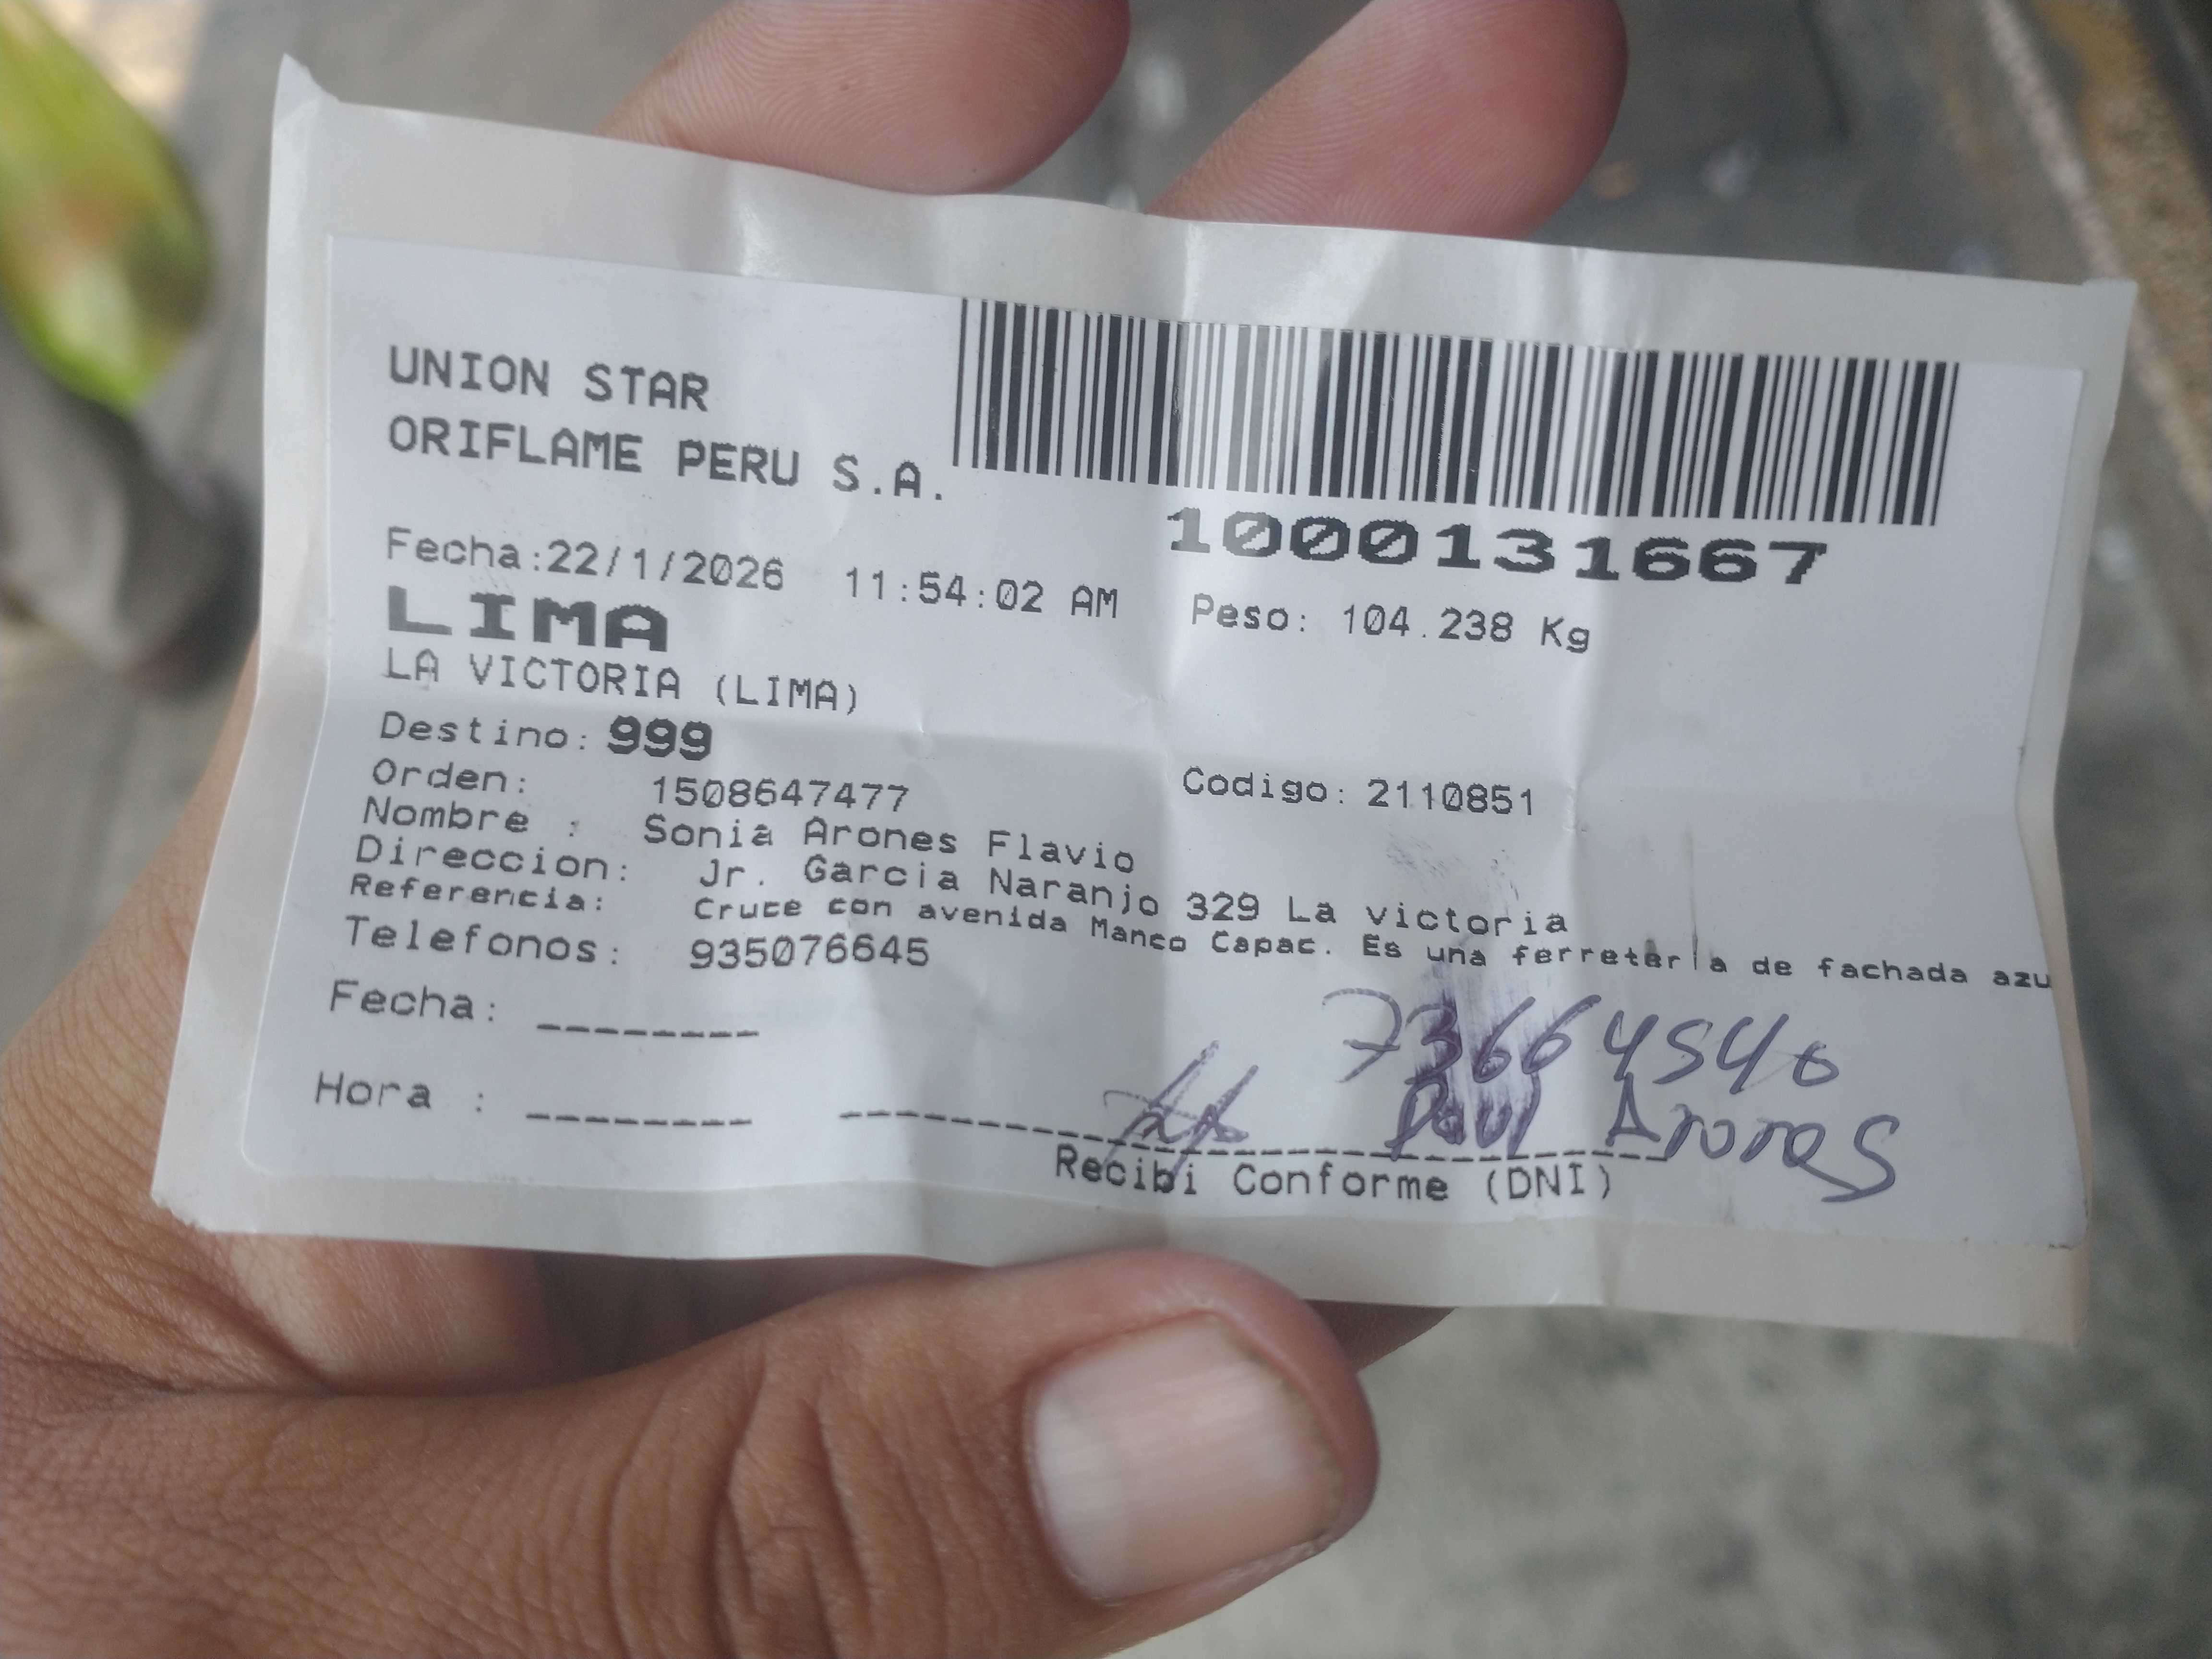 UNION STAR
ORIFLAME PERU S.A.
1000131667
Fecha:22/1/2026 11:54:02 AM Peso: 104.238 Kg
LIMA
LA VICTORIA (LIMA)
Destino: 999
Orden: 1508647477 Codigo: 2110851
Nombre : Sonia Arones Flavio
Direccion: Jr. Garcia Naranjo 329 La victoria
Referencia: Cruce con avenida Manco Capac. Es una ferreteria de fachada azu
Telefonos: 935076645
Fecha: --------
73664540
Hora : --------
Paul Arones
Recibi Conforme (DNI)